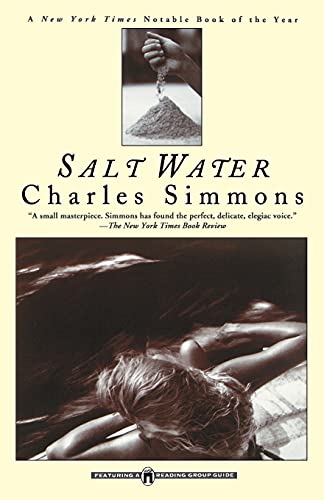 A New York Times Notable Book of the Year
SALT WATER
Charles Simmons
“A small masterpiece. Simmons has found the perfect, delicate, elegiac voice.”
—The New York Times Book Review
FEATURING A READING GROUP GUIDE